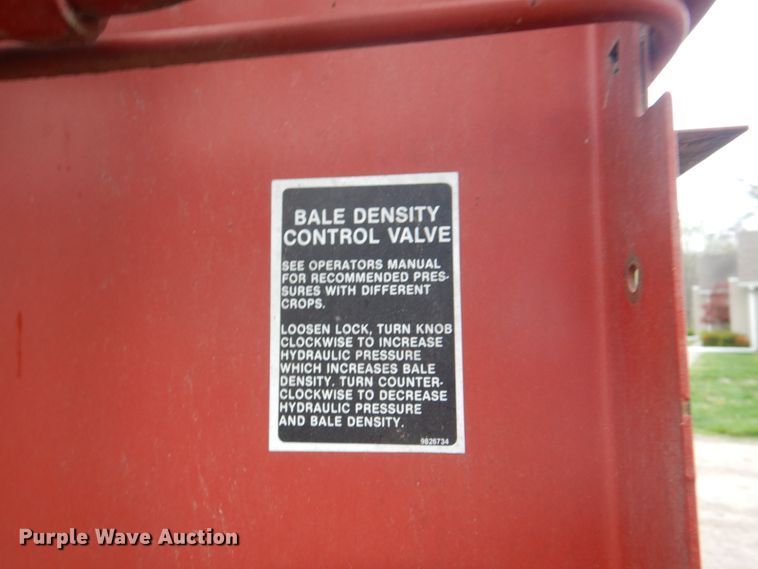 BALE DENSITY
CONTROL VALVE
SEE OPERATORS MANUAL
FOR RECOMMENDED PRES-
SURES WITH DIFFERENT
CROPS.
LOOSEN LOCK, TURN KNOB
CLOCKWISE TO INCREASE
HYDRAULIC PRESSURE
WHICH INCREASES BALE
DENSITY. TURN COUNTER-
CLOCKWISE TO DECREASE
HYDRAULIC PRESSURE
AND BALE DENSITY.
9826734
Purple Wave Auction